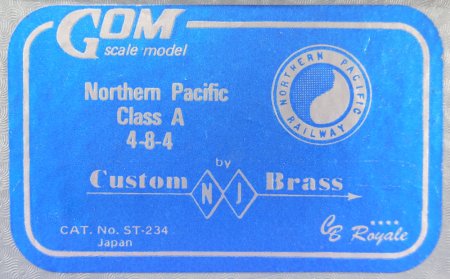 GOM
scale model
Northern Pacific
Class A
4-8-4
NORTHERN PACIFIC
RAILWAY
by
Custom NJ Brass
CAT. No. ST-234
Japan
CB Royale